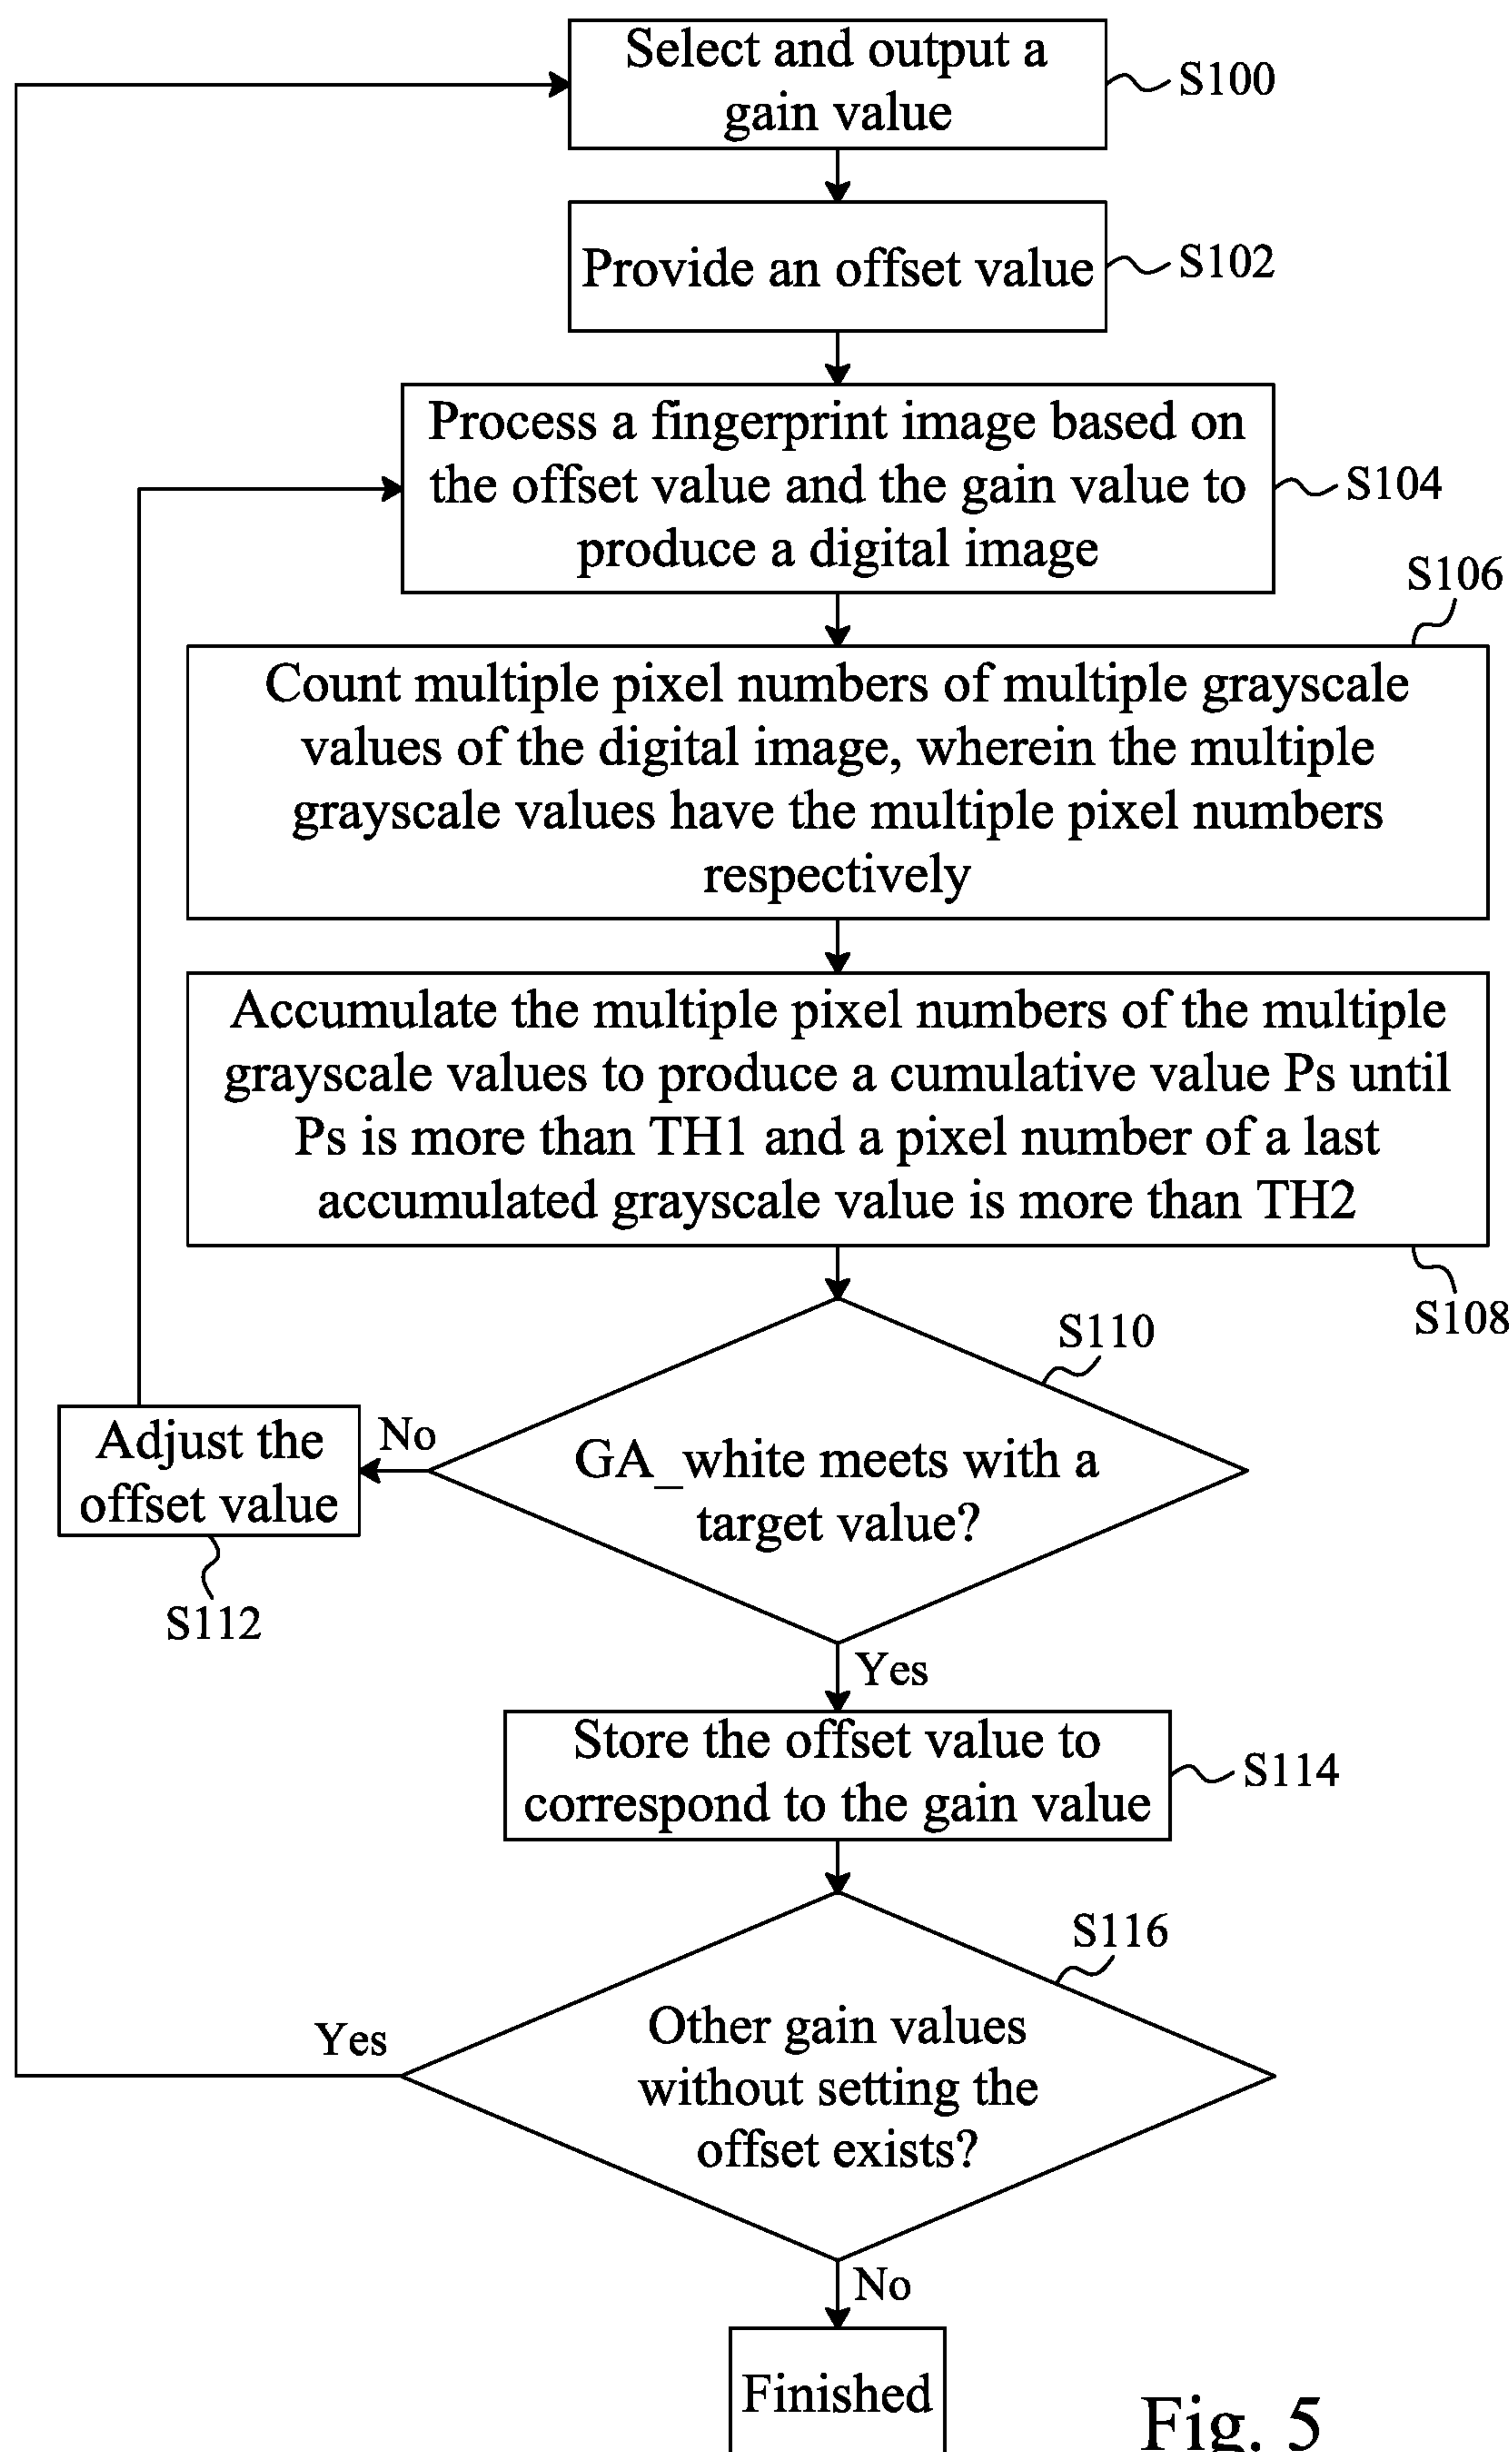 Select and output a
gain value
S100
Provide an offset value
S102
Process a fingerprint image based on
the offset value and the gain value to
produce a digital image
S104
S106
Count multiple pixel numbers of multiple grayscale
values of the digital image, wherein the multiple
grayscale values have the multiple pixel numbers
respectively
Accumulate the multiple pixel numbers of the multiple
grayscale values to produce a cumulative value Ps until
Ps is more than TH1 and a pixel number of a last
accumulated grayscale value is more than TH2
S108
S110
GA_white meets with a
target value?
No
Adjust the
offset value
S112
Yes
Store the offset value to
correspond to the gain value
S114
S116
Other gain values
without setting the
offset exists?
Yes
No
Finished
Fig. 5